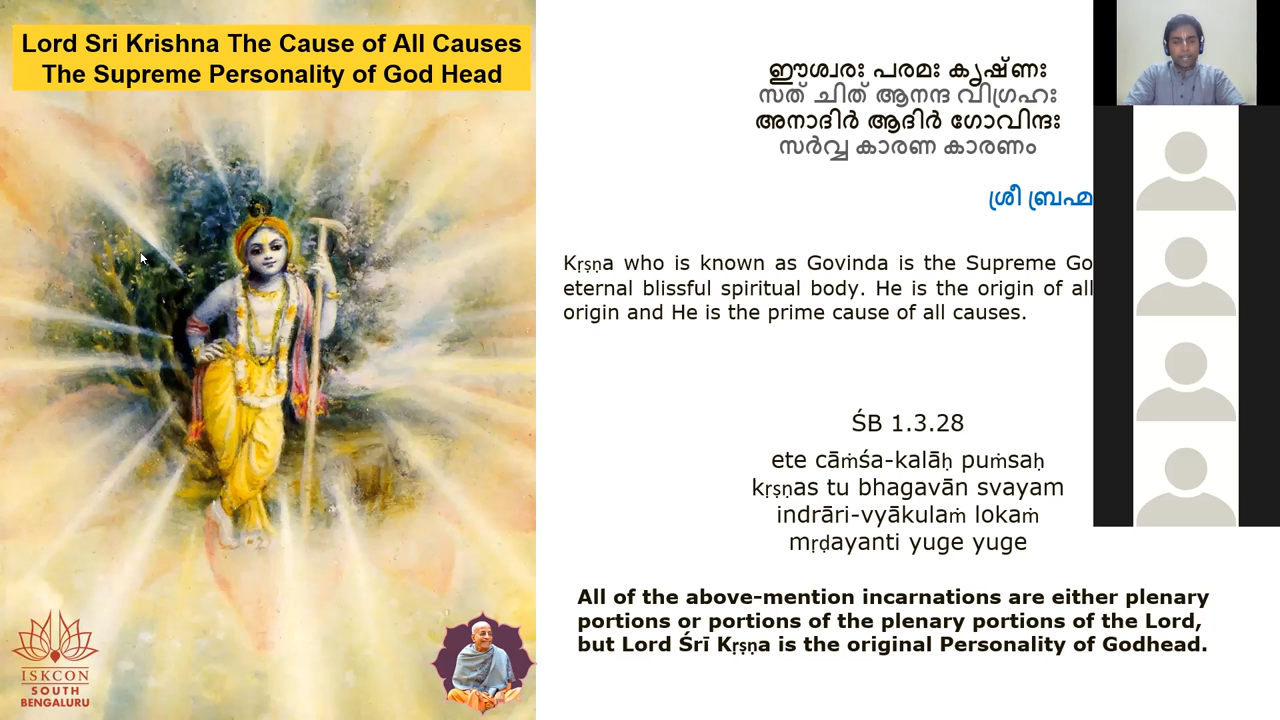 Lord Sri Krishna The Cause of All Causes
The Supreme Personality of God Head
ഈശ്വരഃ പരമഃ കൃഷ്ണഃ
സത് ചിത് ആനന്ദ വിഗ്രഹഃ
അനാദിർ ആദിർ ഗോവിന്ദഃ
സർവ്വ കാരണ കാരണം
ശ്രീ ബ്രഹ്മ
Kṛṣṇa who is known as Govinda is the Supreme Go
eternal blissful spiritual body. He is the origin of all
origin and He is the prime cause of all causes.
ŚB 1.3.28
ete cāṁśa-kalāḥ puṁsaḥ
kṛṣṇas tu bhagavān svayam
indrāri-vyākulaṁ lokaṁ
mṛḍayanti yuge yuge
All of the above-mention incarnations are either plenary
portions or portions of the plenary portions of the Lord,
but Lord Śrī Kṛṣṇa is the original Personality of Godhead.
ISKCON
SOUTH
BENGALURU